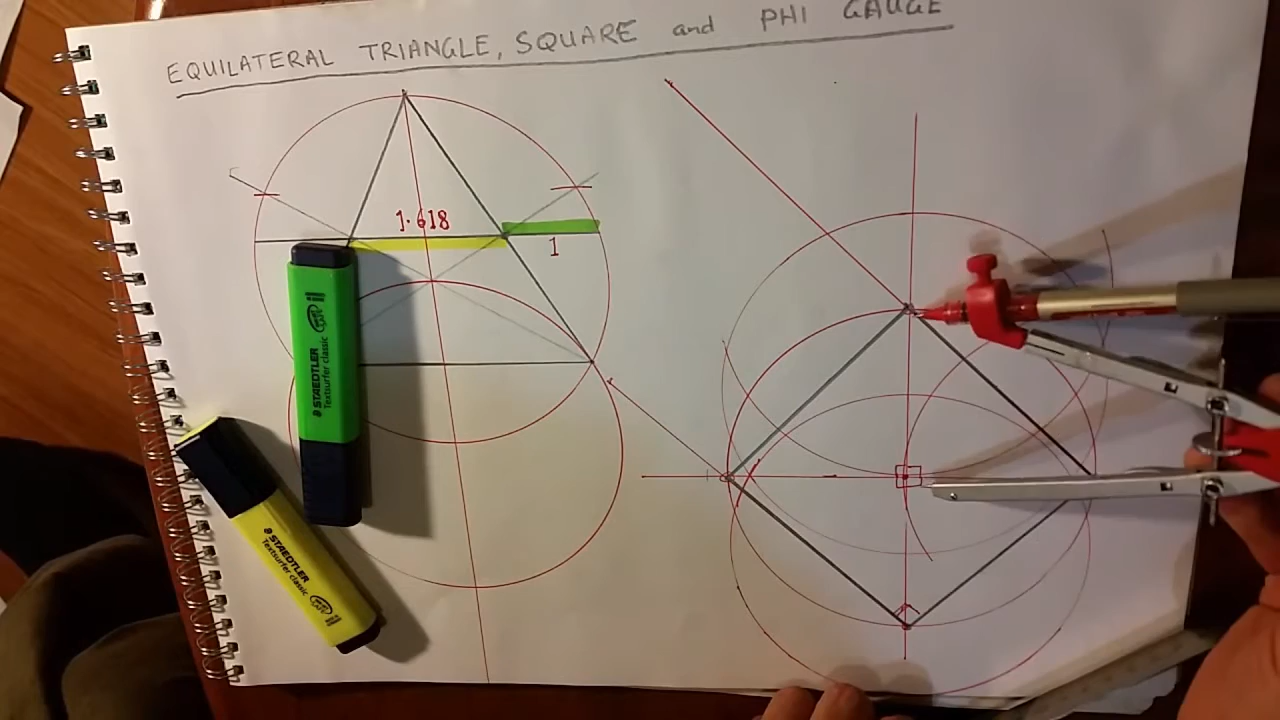 EQUILATERAL TRIANGLE, SQUARE and PHI GAUGE
1.618
1
STAEDTLER
Textsurfer classic
STAEDTLER
Textsurfer classic